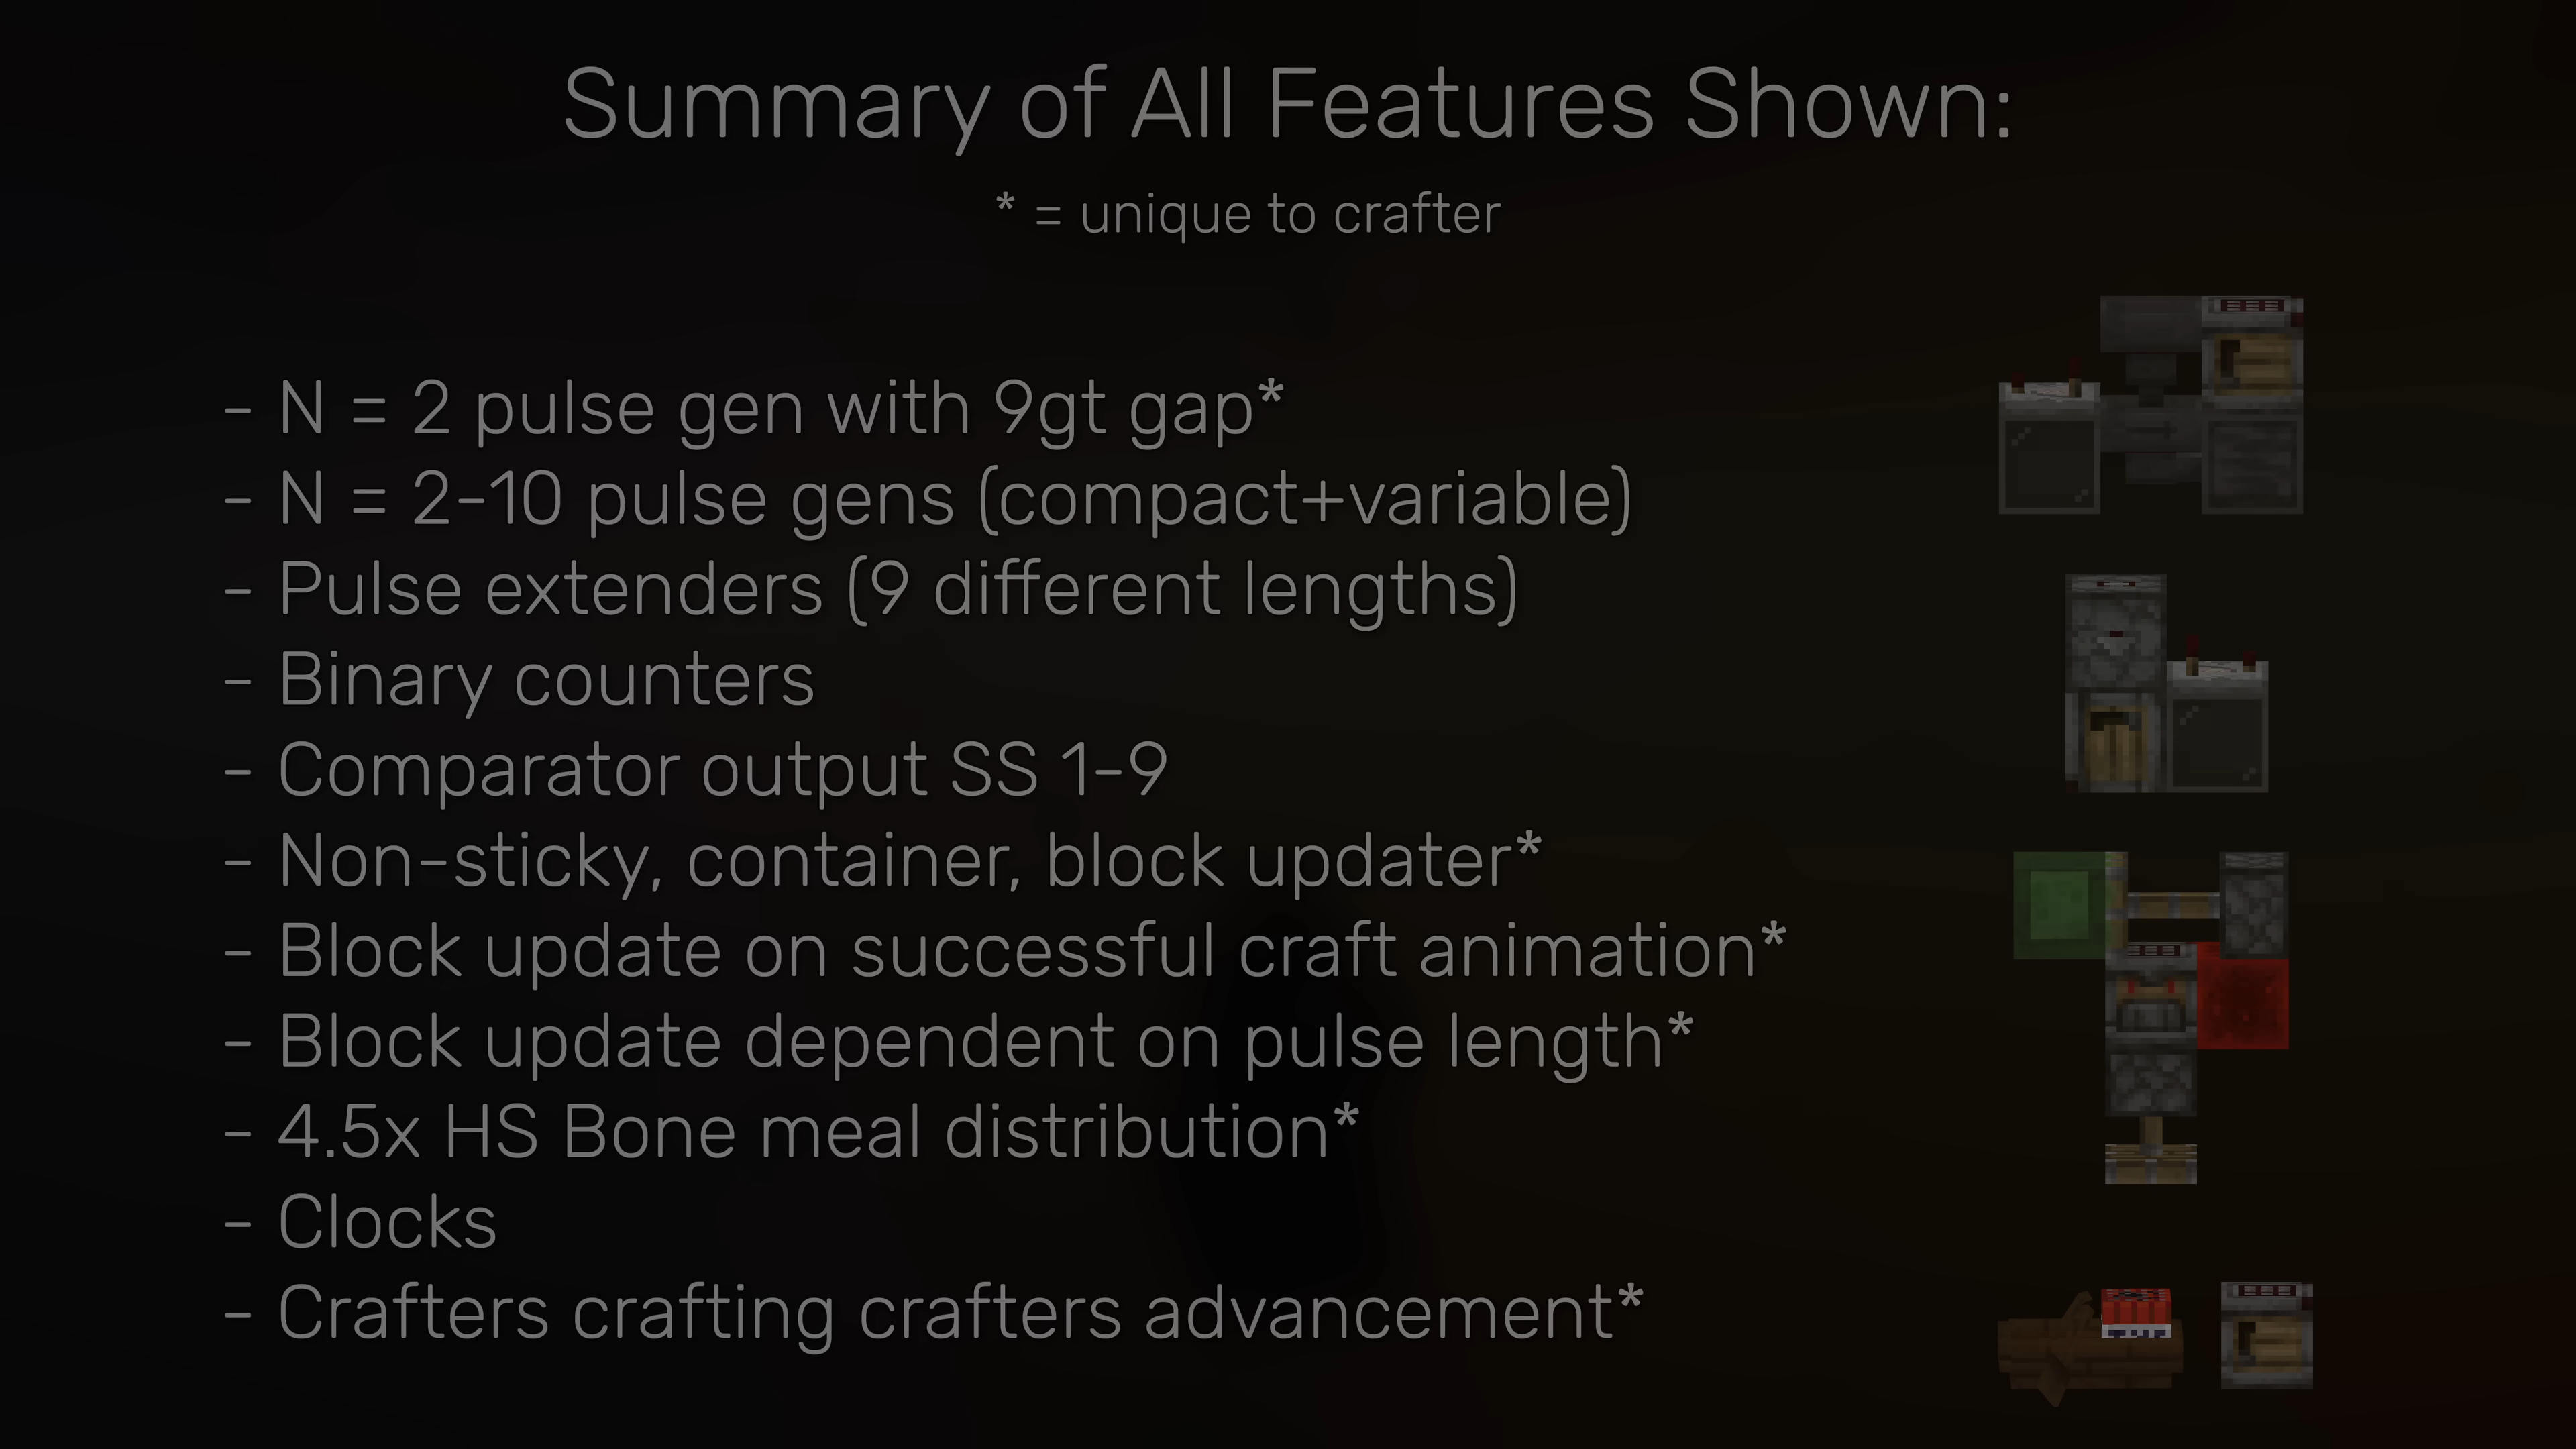 Summary of All Features Shown:
* = unique to crafter
- N = 2 pulse gen with 9gt gap*
- N = 2-10 pulse gens (compact+variable)
- Pulse extenders (9 different lengths)
- Binary counters
- Comparator output SS 1-9
- Non-sticky, container, block updater*
- Block update on successful craft animation*
- Block update dependent on pulse length*
- 4.5x HS Bone meal distribution*
- Clocks
- Crafters crafting crafters advancement*